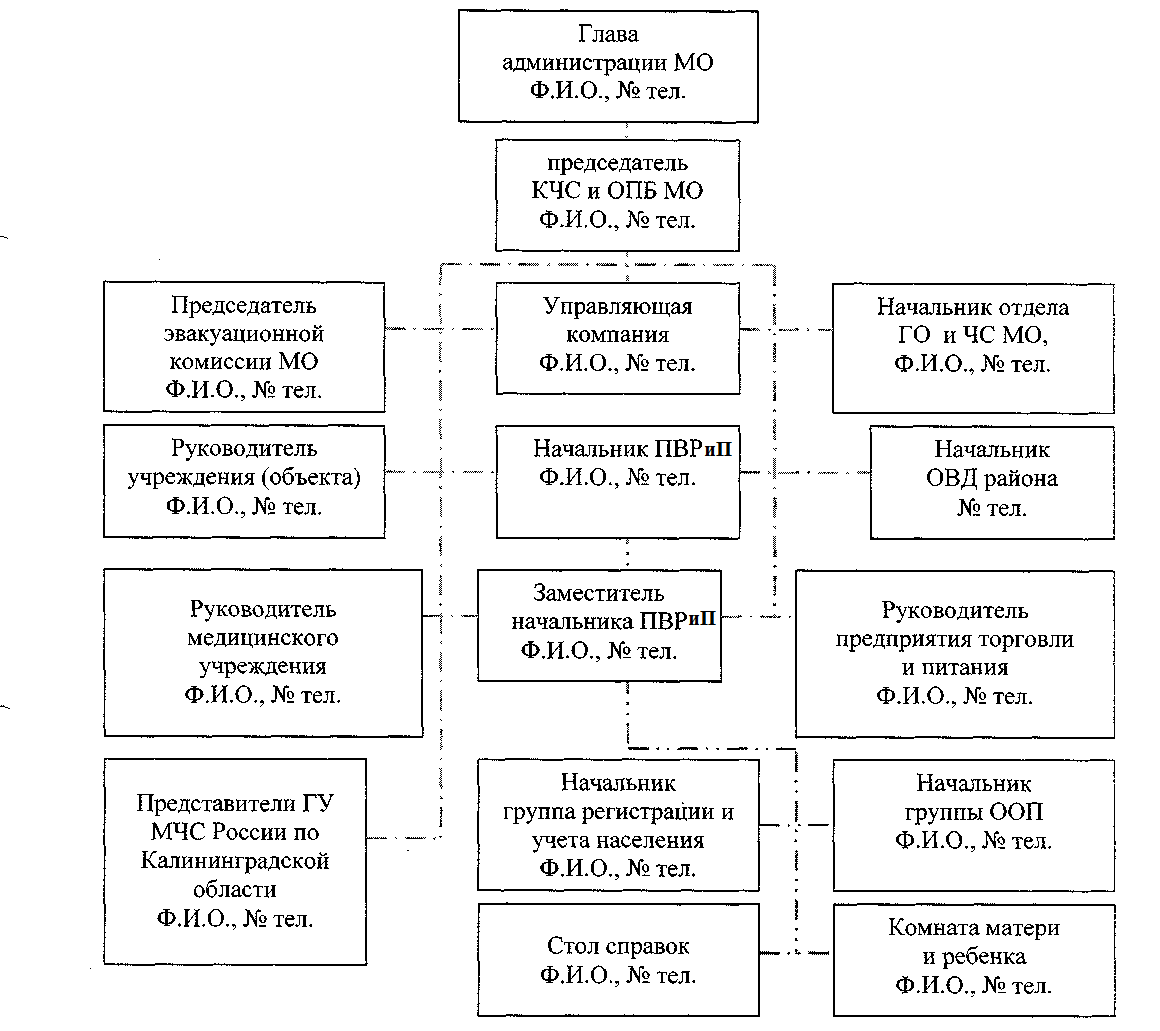 Глава
администрации МО
Ф.И.О., № тел.
председатель
КЧС и ОПБ МО
Ф.И.О., № тел.
Председатель
эвакуационной
комиссии МО
Ф.И.О., № тел.
Управляющая
компания
Ф.И.О., № тел.
Начальник отдела
ГО и ЧС МО,
Ф.И.О., № тел.
Руководитель
учреждения (объекта)
Ф.И.О., № тел.
Начальник ПВРиП
Ф.И.О., № тел.
Начальник
ОВД района
№ тел.
Руководитель
медицинского
учреждения
Ф.И.О., № тел.
Заместитель
начальника ПВРиП
Ф.И.О., № тел.
Руководитель
предприятия торговли
и питания
Ф.И.О., № тел.
Представители ГУ
МЧС России по
Калининградской
области
Ф.И.О., № тел.
Начальник
группа регистрации и
учета населения
Ф.И.О., № тел.
Начальник
группы ООП
Ф.И.О., № тел.
Стол справок
Ф.И.О., № тел.
Комната матери
и ребенка
Ф.И.О., № тел.